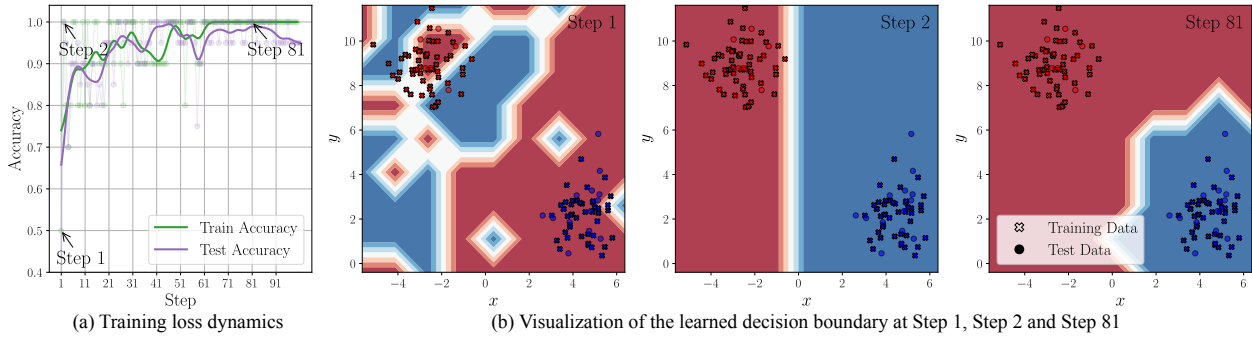 1.0
0.9
0.8
0.7
0.6
0.5
0.4
Accuracy
Step 2
Step 81
Step 1
Train Accuracy
Test Accuracy
1 11 21 31 41 51 61 71 81 91
Step
(a) Training loss dynamics
Step 1
10
8
6
4
2
0
y
−4 −2 0 2 4 6
x
Step 2
10
8
6
4
2
0
y
−4 −2 0 2 4 6
x
Step 81
10
8
6
4
2
0
y
Training Data
Test Data
−4 −2 0 2 4 6
x
(b) Visualization of the learned decision boundary at Step 1, Step 2 and Step 81